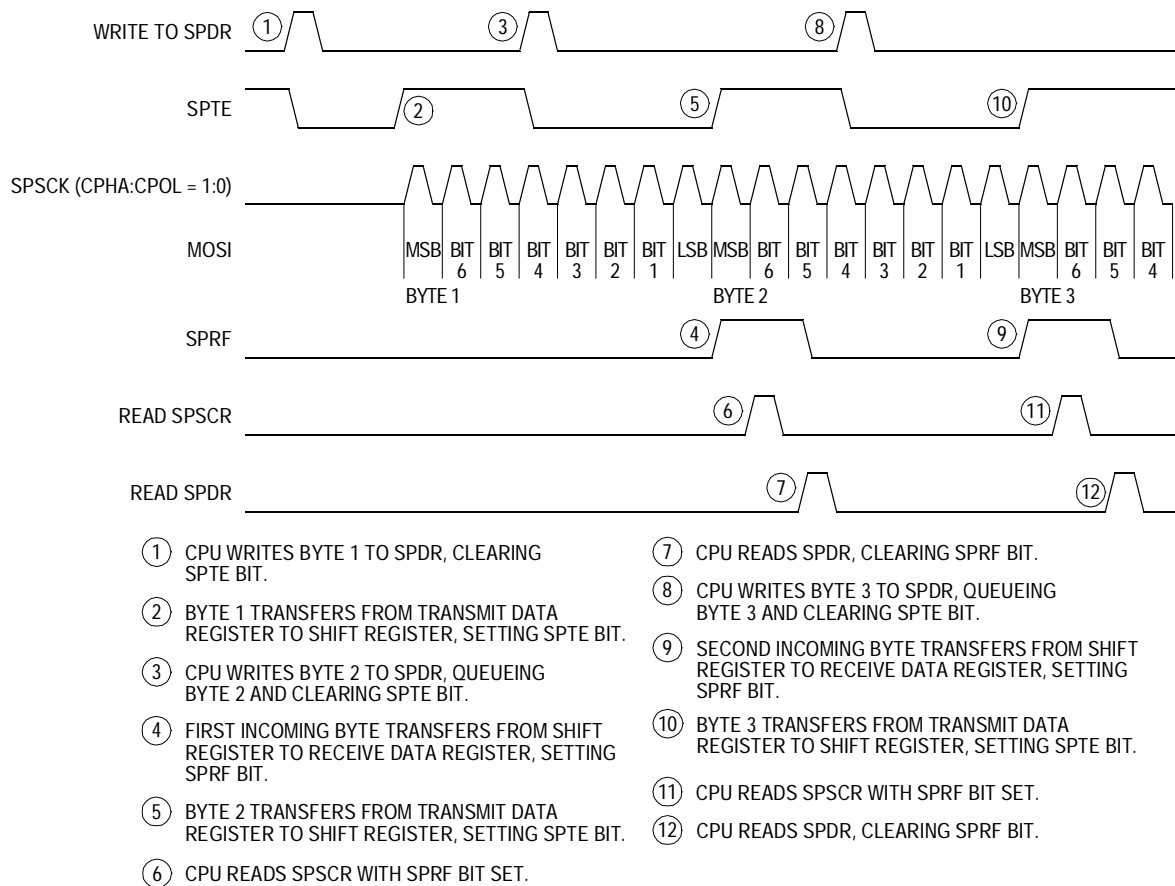 WRITE TO SPDR
1
3
8
SPTE
2
5
10
SPSCK (CPHA:CPOL = 1:0)
MOSI
MSB BIT 6 BIT 5 BIT 4 BIT 3 BIT 2 BIT 1 LSB MSB BIT 6 BIT 5 BIT 4 BIT 3 BIT 2 BIT 1 LSB MSB BIT 6 BIT 5 BIT 4
BYTE 1
BYTE 2
BYTE 3
SPRF
4
9
READ SPSCR
6
11
READ SPDR
7
12
1 CPU WRITES BYTE 1 TO SPDR, CLEARING
SPTE BIT.
2 BYTE 1 TRANSFERS FROM TRANSMIT DATA
REGISTER TO SHIFT REGISTER, SETTING SPTE BIT.
3 CPU WRITES BYTE 2 TO SPDR, QUEUEING
BYTE 2 AND CLEARING SPTE BIT.
4 FIRST INCOMING BYTE TRANSFERS FROM SHIFT
REGISTER TO RECEIVE DATA REGISTER, SETTING
SPRF BIT.
5 BYTE 2 TRANSFERS FROM TRANSMIT DATA
REGISTER TO SHIFT REGISTER, SETTING SPTE BIT.
6 CPU READS SPSCR WITH SPRF BIT SET.
7 CPU READS SPDR, CLEARING SPRF BIT.
8 CPU WRITES BYTE 3 TO SPDR, QUEUEING
BYTE 3 AND CLEARING SPTE BIT.
9 SECOND INCOMING BYTE TRANSFERS FROM SHIFT
REGISTER TO RECEIVE DATA REGISTER, SETTING
SPRF BIT.
10 BYTE 3 TRANSFERS FROM TRANSMIT DATA
REGISTER TO SHIFT REGISTER, SETTING SPTE BIT.
11 CPU READS SPSCR WITH SPRF BIT SET.
12 CPU READS SPDR, CLEARING SPRF BIT.